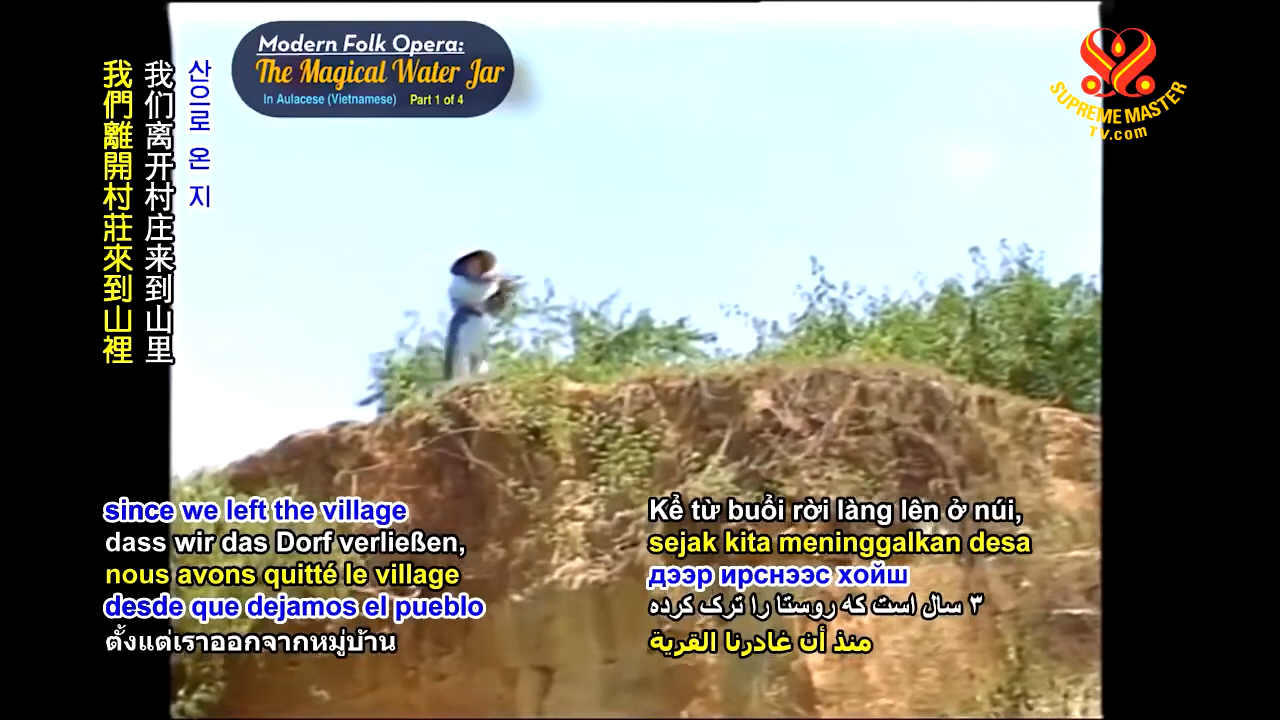 Modern Folk Opera:
The Magical Water Jar
In Aulacese (Vietnamese) Part 1 of 4
SUPREME MASTER
TV.com
산으로 온 지
我们离开村庄来到山里
我們離開村莊來到山裡
since we left the village
dass wir das Dorf verließen,
nous avons quitté le village
desde que dejamos el pueblo
ตั้งแต่เราออกจากหมู่บ้าน
Kể từ buổi rời làng lên ở núi,
sejak kita meninggalkan desa
дээр ирснээс хойш
۳ سال است که روستا را ترک کرده
منذ أن غادرنا القرية